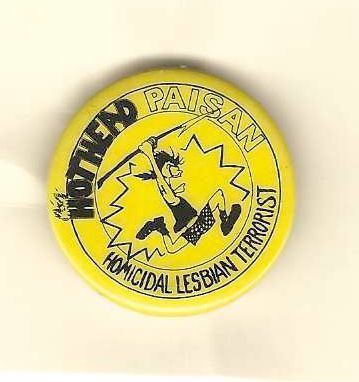 HOTHEAD PAISAN
HOMICIDAL LESBIAN TERRORIST